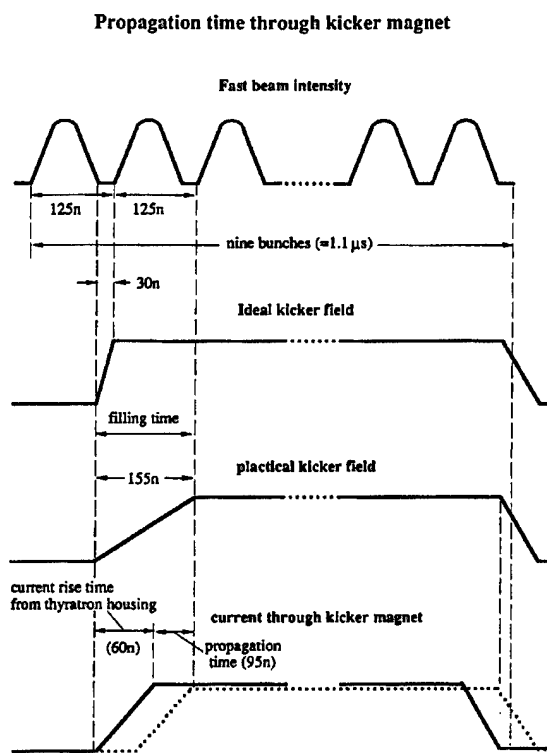 Propagation time through kicker magnet
Fast beam intensity
125n 125n
nine bunches (=1.1 μs)
30n
Ideal kicker field
filling time
plactical kicker field
155n
current rise time
from thyratron housing
current through kicker magnet
(60n)
propagation
time (95n)